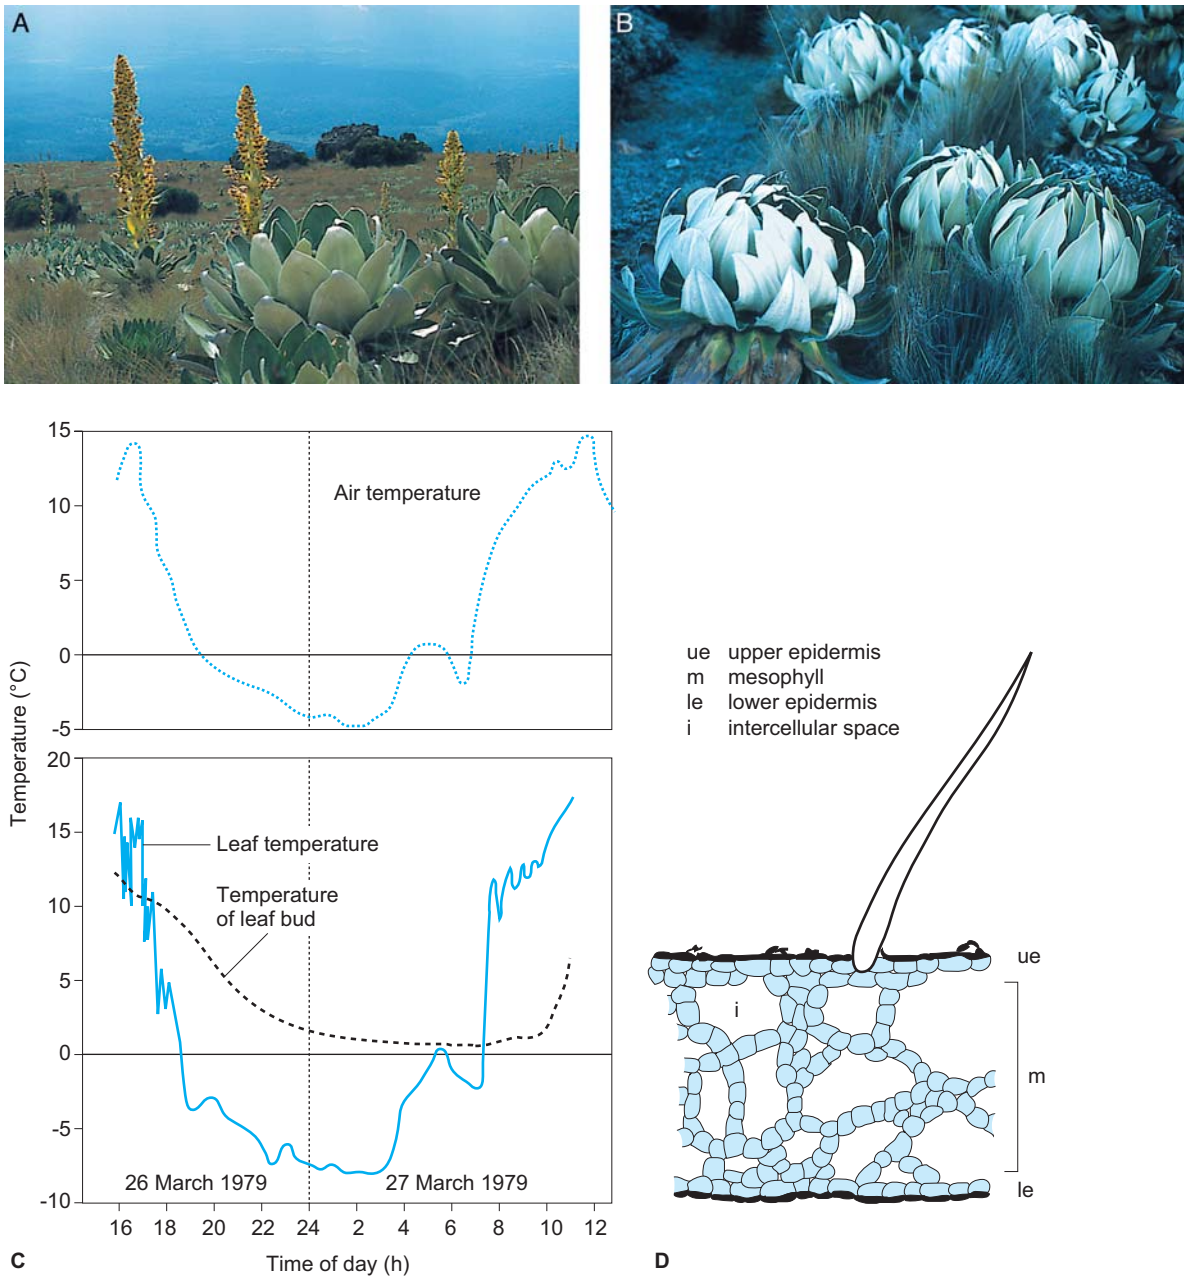 A
B
15
10
5
0
-5
Air temperature
Temperature (°C)
20
15
10
5
0
-5
-10
Leaf temperature
Temperature
of leaf bud
26 March 1979
27 March 1979
16 18 20 22 24 2 4 6 8 10 12
Time of day (h)
C
ue upper epidermis
m mesophyll
le lower epidermis
i intercellular space
ue
i
m
le
D